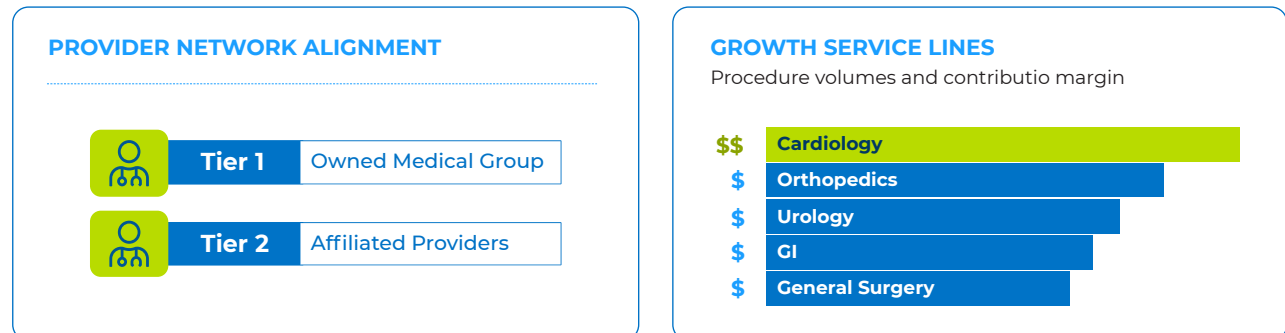 PROVIDER NETWORK ALIGNMENT
Tier 1 Owned Medical Group
Tier 2 Affiliated Providers
GROWTH SERVICE LINES
Procedure volumes and contributio margin
$$ Cardiology
$ Orthopedics
$ Urology
$ GI
$ General Surgery